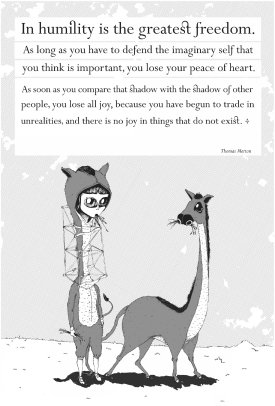 In humility is the greatest freedom.
As long as you have to defend the imaginary self that
you think is important, you lose your peace of heart.
As soon as you compare that shadow with the shadow of other
people, you lose all joy, because you have begun to trade in
unrealities, and there is no joy in things that do not exist. ÷
Thomas Merton